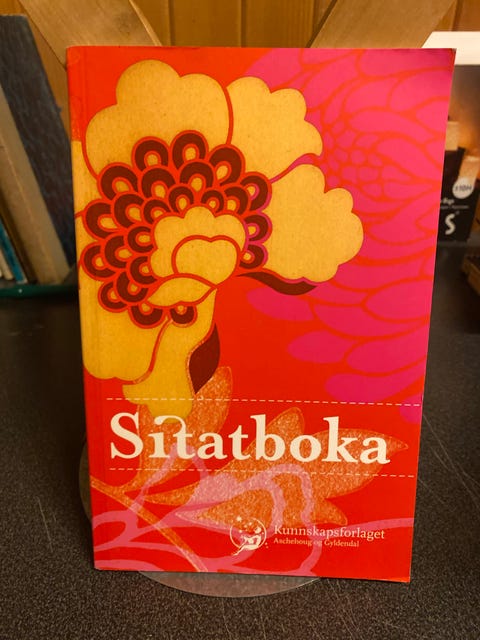 Sitatboka
Kunnskapsforlaget
Aschehoug og Gyldendal